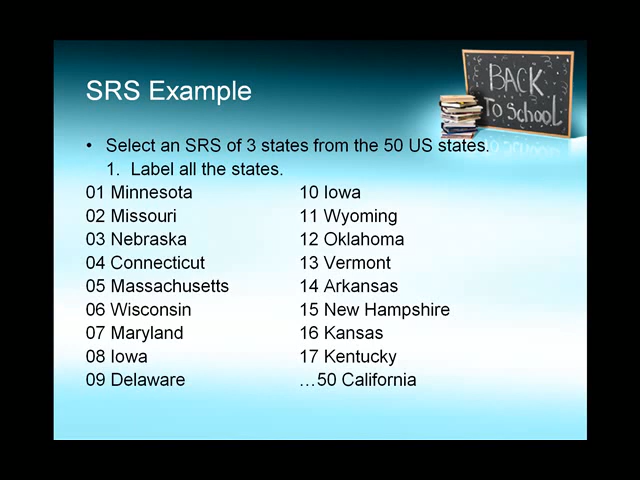 SRS Example
BACK
To School
• Select an SRS of 3 states from the 50 US states.
1. Label all the states.
01 Minnesota
02 Missouri
03 Nebraska
04 Connecticut
05 Massachusetts
06 Wisconsin
07 Maryland
08 Iowa
09 Delaware
10 Iowa
11 Wyoming
12 Oklahoma
13 Vermont
14 Arkansas
15 New Hampshire
16 Kansas
17 Kentucky
…50 California